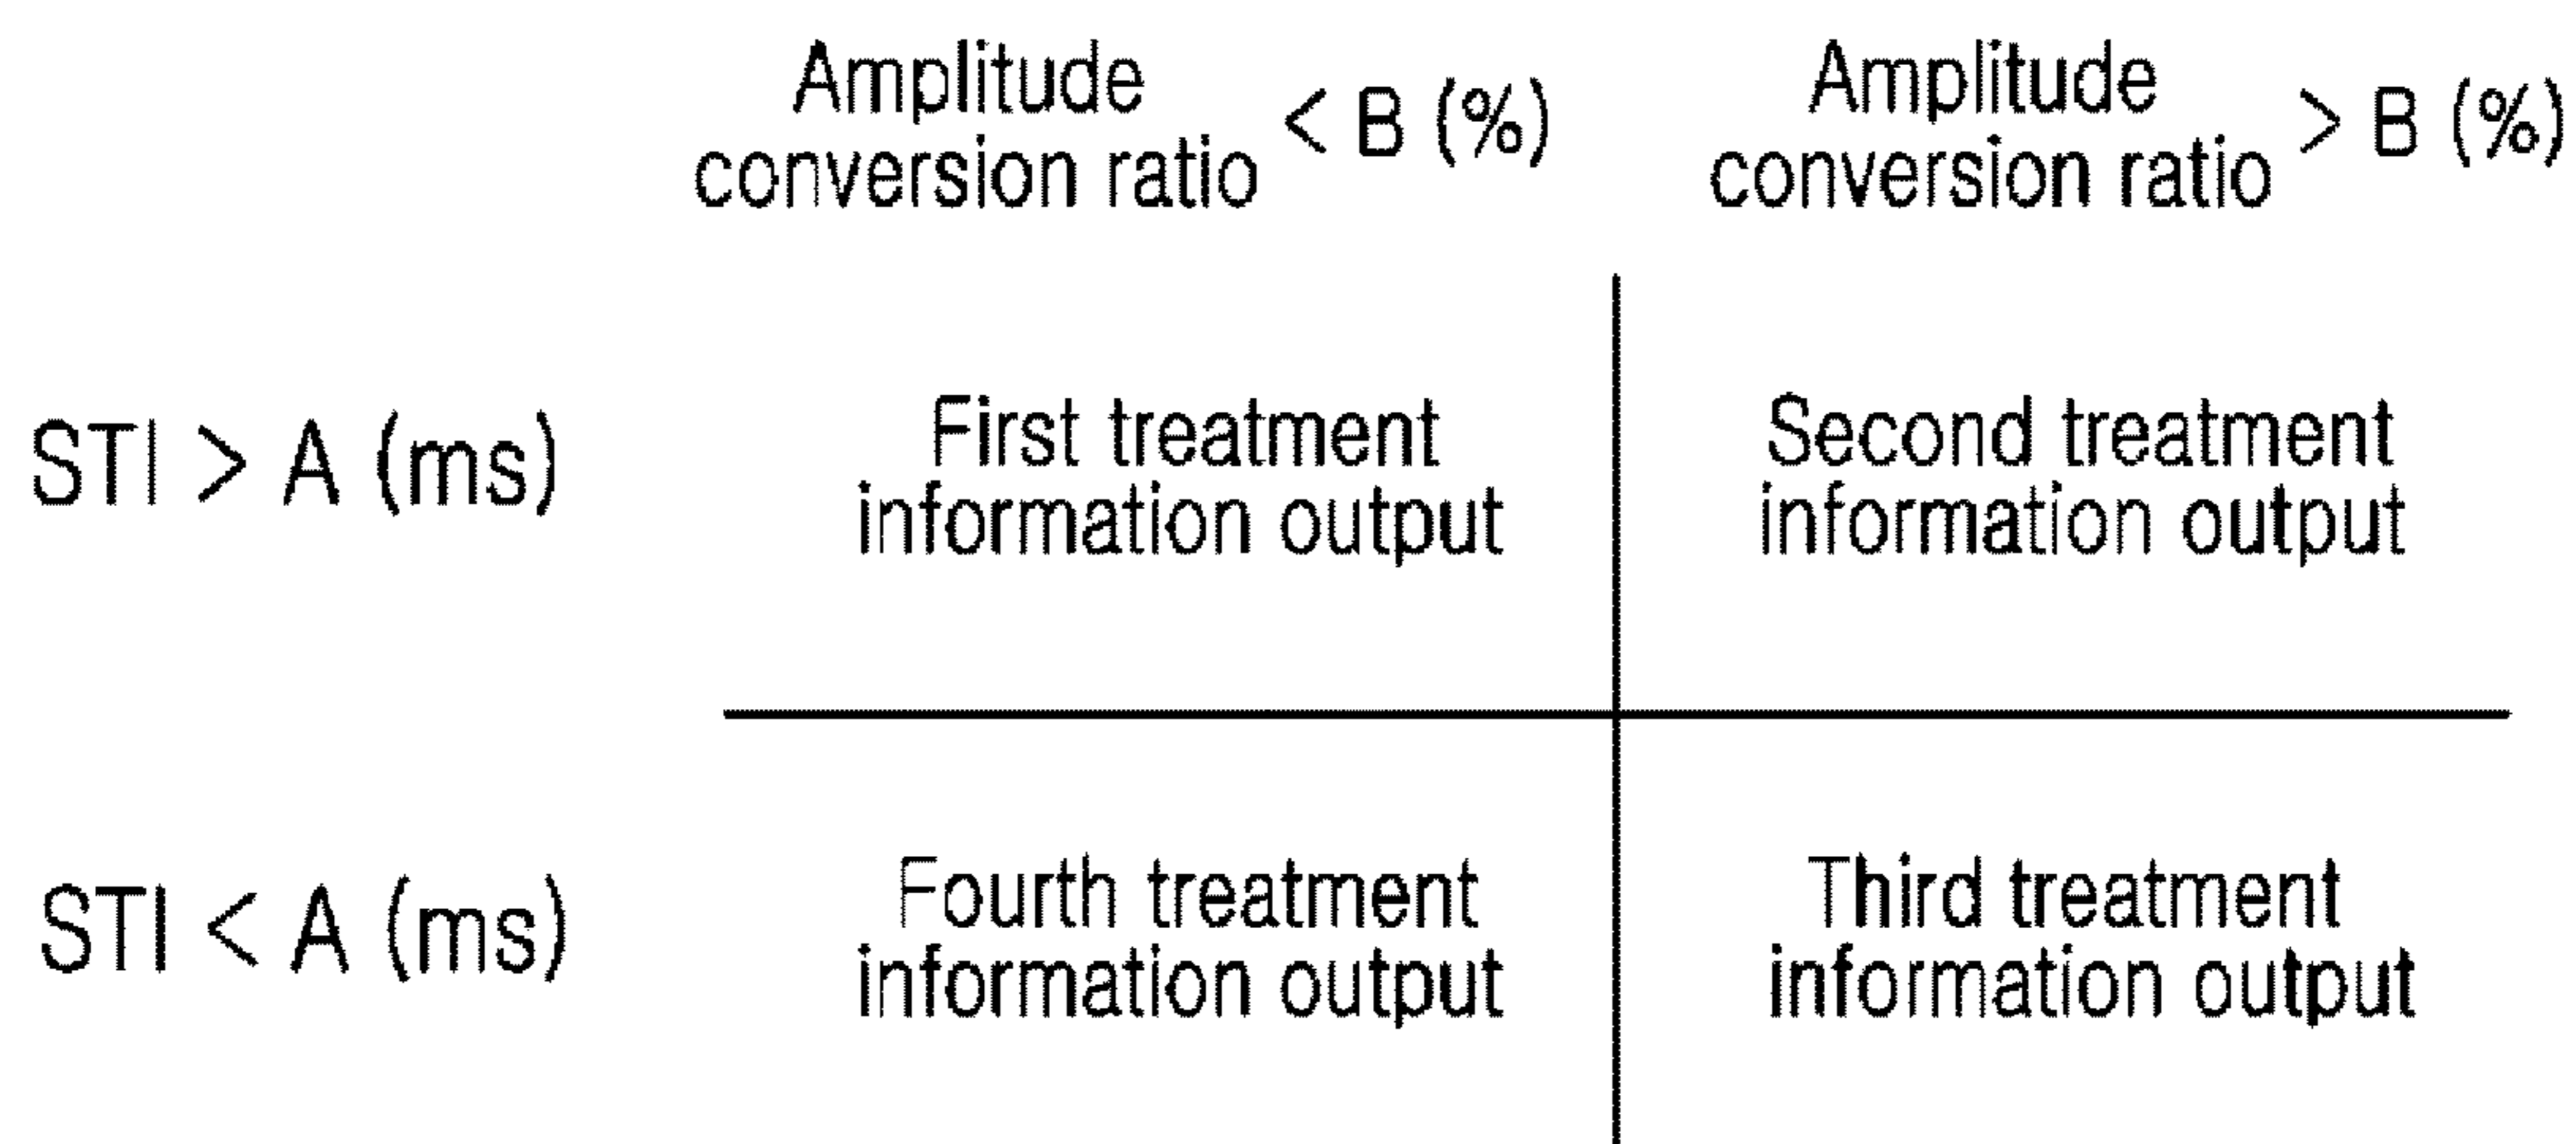 Amplitude
conversion ratio < B (%)
Amplitude
conversion ratio > B (%)
STI > A (ms)
First treatment
information output
Second treatment
information output
STI < A (ms)
Fourth treatment
information output
Third treatment
information output